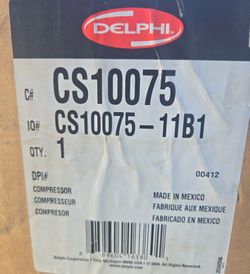 DELPHI
C# CS10075
IO# CS10075-11B1
QTY. 1
DPI# 00412
COMPRESSOR MADE IN MEXICO
COMPRESSEUR FABRIQUE AUX MEXIQUE
COMPRESOR FABRICADO EN MEXICO